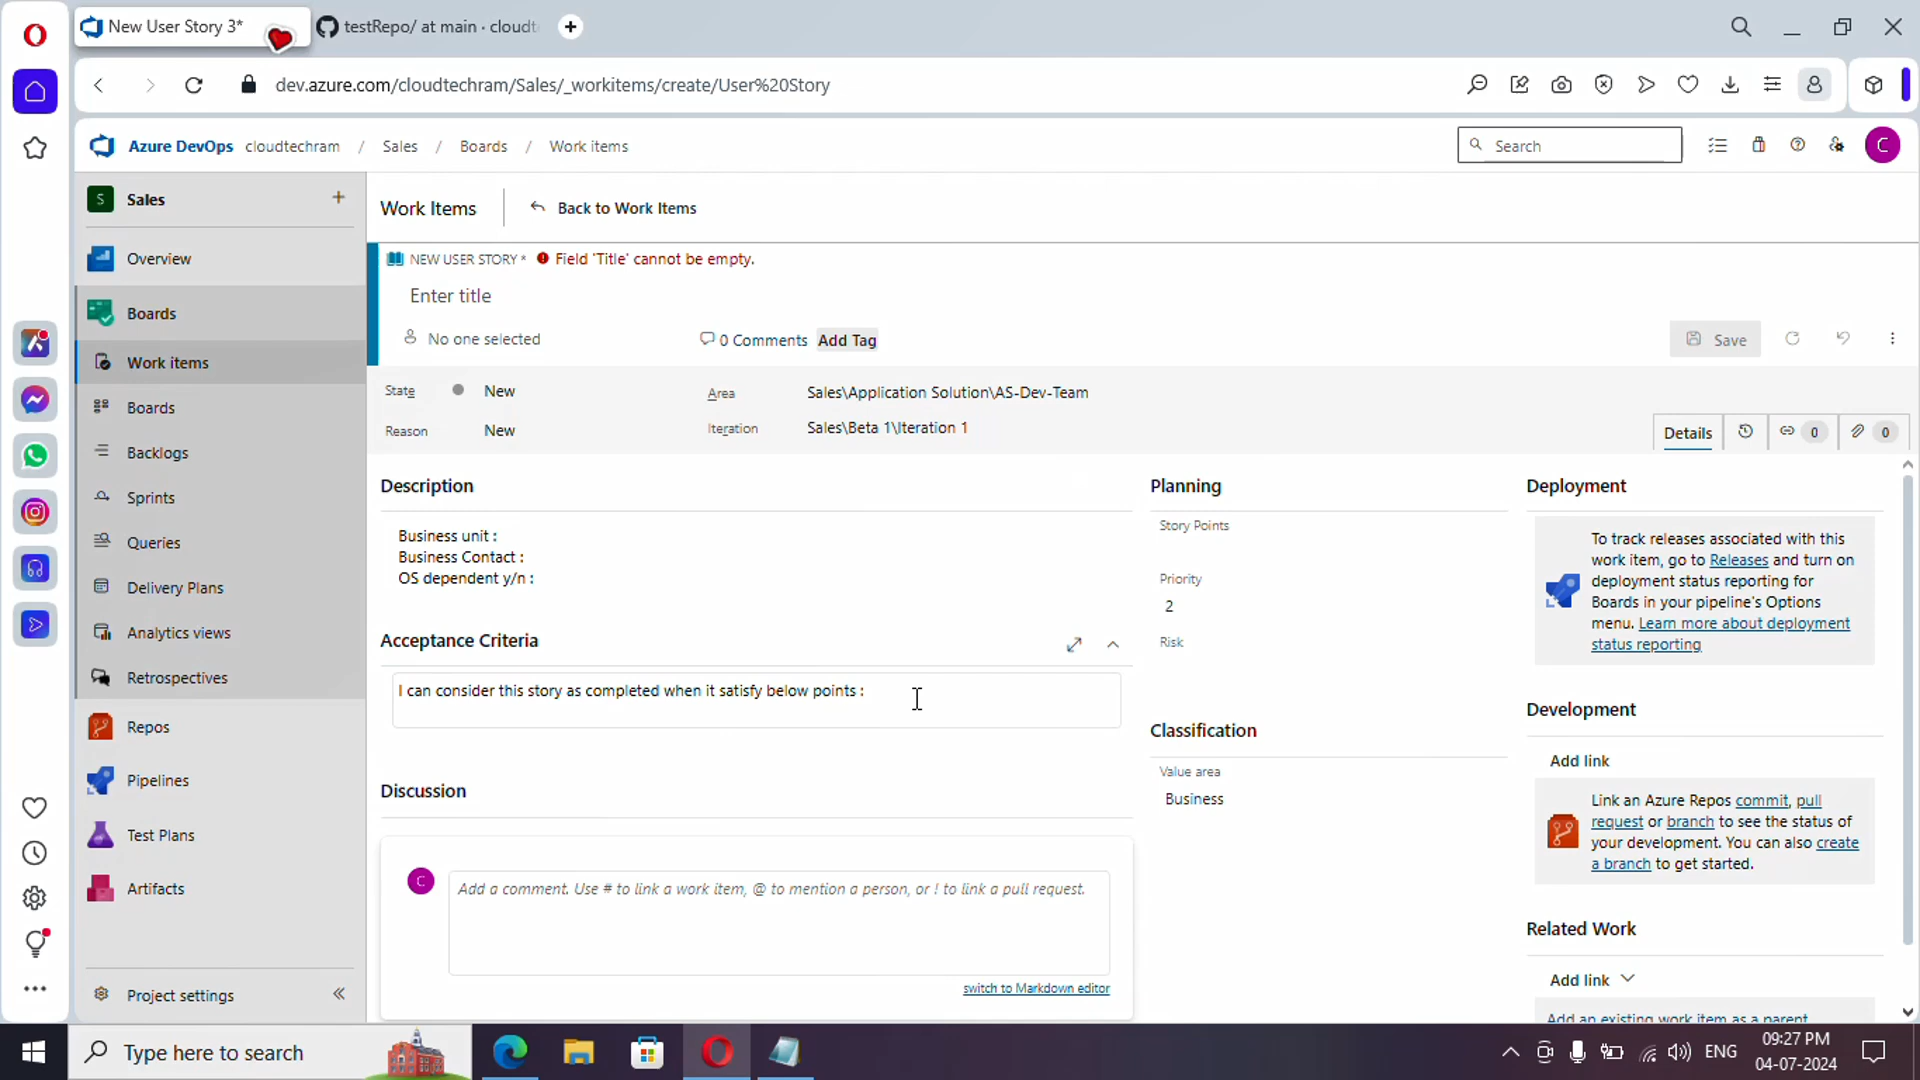 New User Story 3*
testRepo/ at main · cloudt
dev.azure.com/cloudtechram/Sales/_workitems/create/User%20Story
Azure DevOps cloudtechram / Sales / Boards / Work items
Search
C
S Sales
Overview
Boards
Work items
Boards
Backlogs
Sprints
Queries
Delivery Plans
Analytics views
Retrospectives
Repos
Pipelines
Test Plans
Artifacts
Project settings
Work Items
Back to Work Items
NEW USER STORY * Field 'Title' cannot be empty.
Enter title
No one selected
0 Comments
Add Tag
Save
State New
Area Sales\Application Solution\AS-Dev-Team
Reason New
Iteration Sales\Beta 1\Iteration 1
Details
0
0
Description
Business unit :
Business Contact :
OS dependent y/n :
Acceptance Criteria
I can consider this story as completed when it satisfy below points :
Discussion
C
Add a comment. Use # to link a work item, @ to mention a person, or ! to link a pull request.
switch to Markdown editor
Planning
Story Points
Priority
2
Risk
Classification
Value area
Business
Deployment
To track releases associated with this
work item, go to Releases and turn on
deployment status reporting for
Boards in your pipeline's Options
menu. Learn more about deployment
status reporting
Development
Add link
Link an Azure Repos commit, pull
request or branch to see the status of
your development. You can also create
a branch to get started.
Related Work
Add link
Add an existing work item as a parent
Type here to search
ENG
09:27 PM
04-07-2024